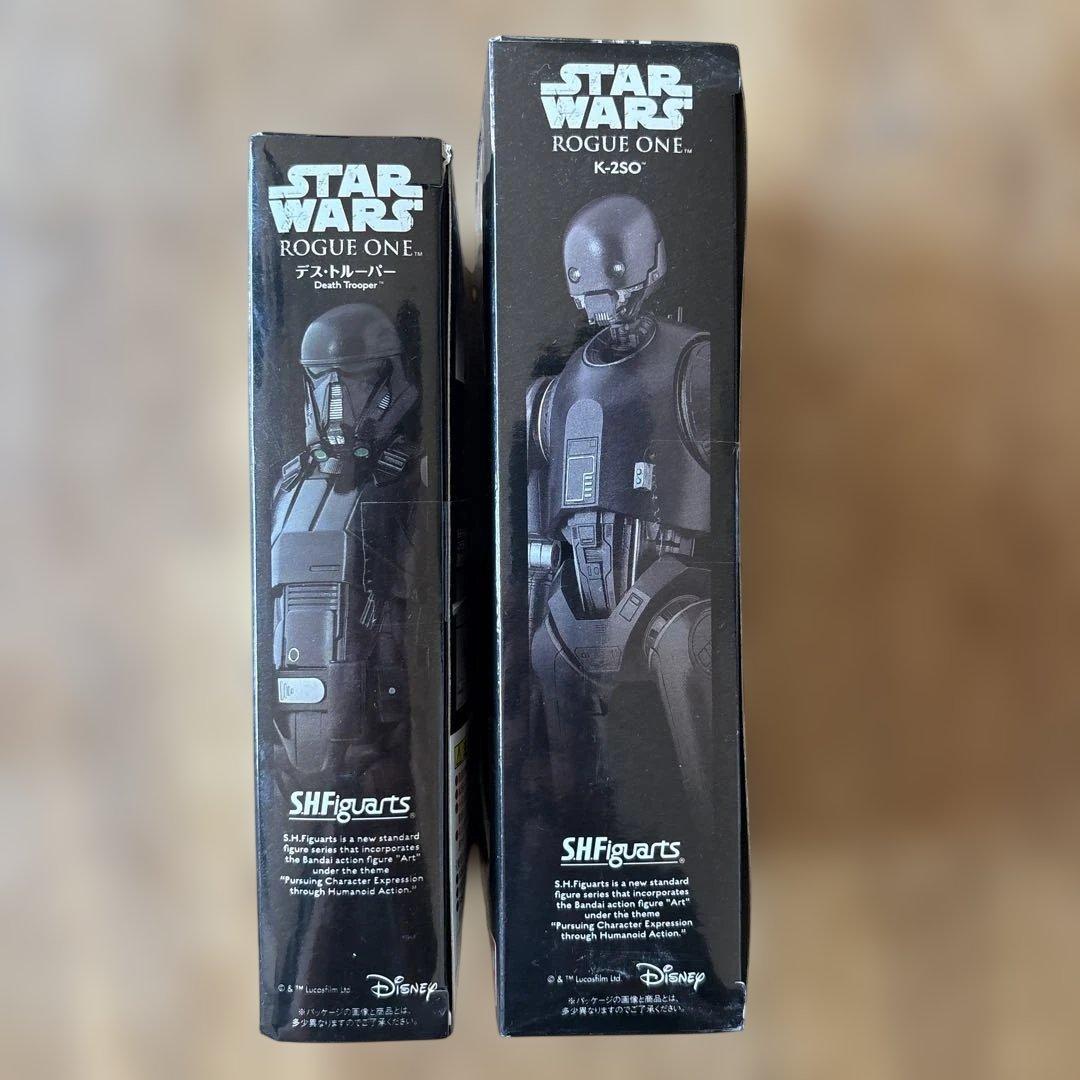 STAR
WARS
ROGUE ONE™
デス・トルーパー
Death Trooper™
S.H.Figuarts®
S.H.Figuarts is a new standard
figure series that incorporates
the Bandai action figure "Art"
under the theme
"Pursuing Character Expression
through Humanoid Action."
© & ™ Lucasfilm Ltd.
Disney
※パッケージの画像と商品とは、
多少異なりますのでご了承ください。
STAR
WARS
ROGUE ONE™
K-2SO™
S.H.Figuarts®
S.H.Figuarts is a new standard
figure series that incorporates
the Bandai action figure "Art"
under the theme
"Pursuing Character Expression
through Humanoid Action."
© & ™ Lucasfilm Ltd.
Disney
※パッケージの画像と商品とは、
多少異なりますのでご了承ください。